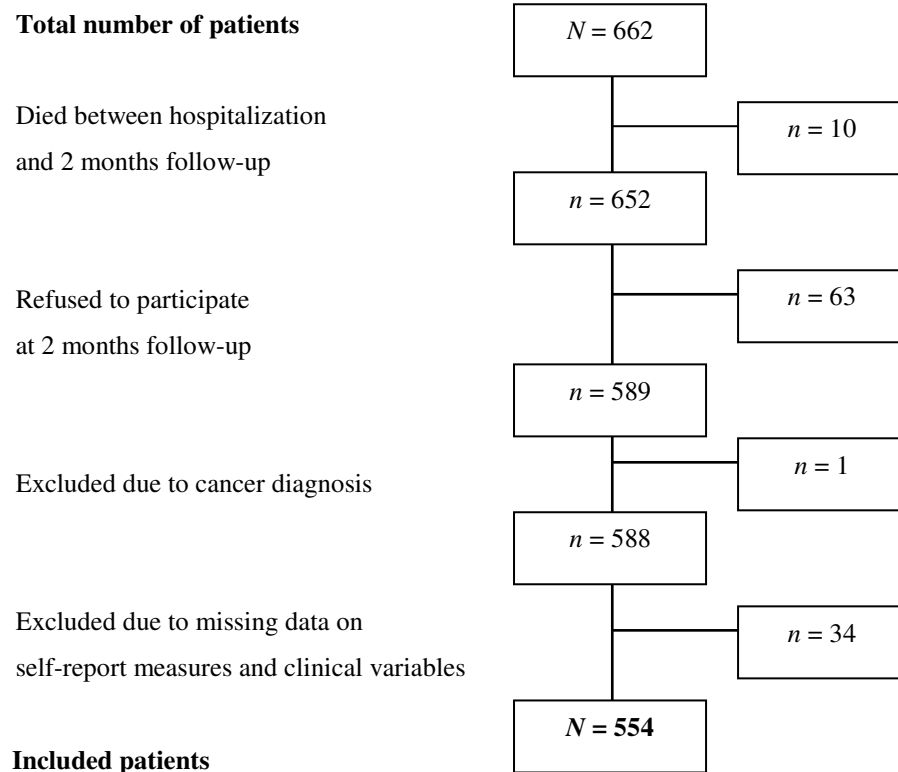 Total number of patients
N = 662
Died between hospitalization
and 2 months follow-up
n = 10
n = 652
Refused to participate
at 2 months follow-up
n = 63
n = 589
Excluded due to cancer diagnosis
n = 1
n = 588
Excluded due to missing data on
self-report measures and clinical variables
n = 34
N = 554
Included patients